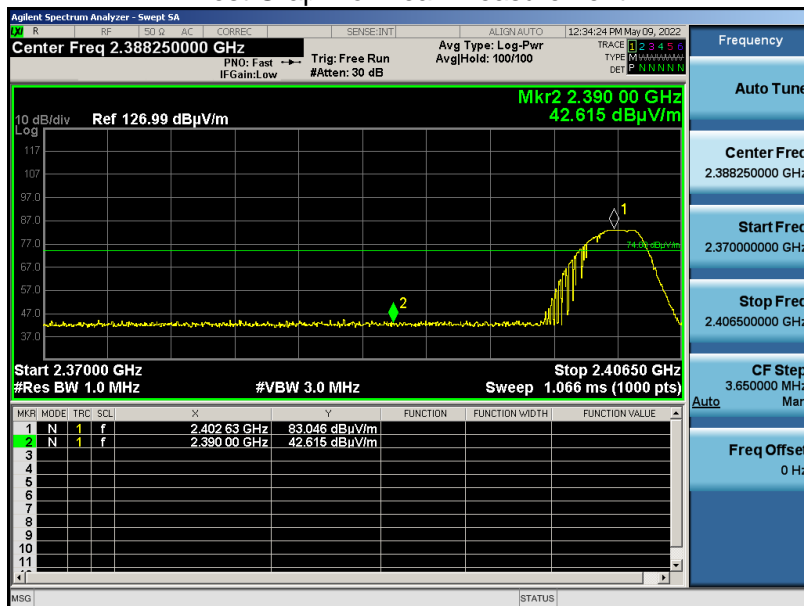 Agilent Spectrum Analyzer - Swept SA
LXI R RF 50 Ω AC CORREC SENSE:INT ALIGN AUTO 12:34:24 PM May 09, 2022
Center Freq 2.388250000 GHz
PNO: Fast
IFGain:Low
Trig: Free Run
#Atten: 30 dB
Avg Type: Log-Pwr
Avg|Hold: 100/100
TRACE 1 2 3 4 5 6
TYPE M
DET P N N N N N
Mkr2 2.390 00 GHz
42.615 dBµV/m
10 dB/div Ref 126.99 dBµV/m
Log
117
107
97.0
87.0
77.0
67.0
57.0
47.0
37.0
1
74.00 dBµV/m
2
Start 2.37000 GHz Stop 2.40650 GHz
#Res BW 1.0 MHz #VBW 3.0 MHz Sweep 1.066 ms (1000 pts)
MKR MODE TRC SCL X Y FUNCTION FUNCTION WIDTH FUNCTION VALUE
1 N 1 f 2.402 63 GHz 83.046 dBµV/m
2 N 1 f 2.390 00 GHz 42.615 dBµV/m
3
4
5
6
7
8
9
10
11
MSG STATUS
Frequency
Auto Tune
Center Freq
2.388250000 GHz
Start Freq
2.370000000 GHz
Stop Freq
2.406500000 GHz
CF Step
3.650000 MHz
Auto Man
Freq Offset
0 Hz